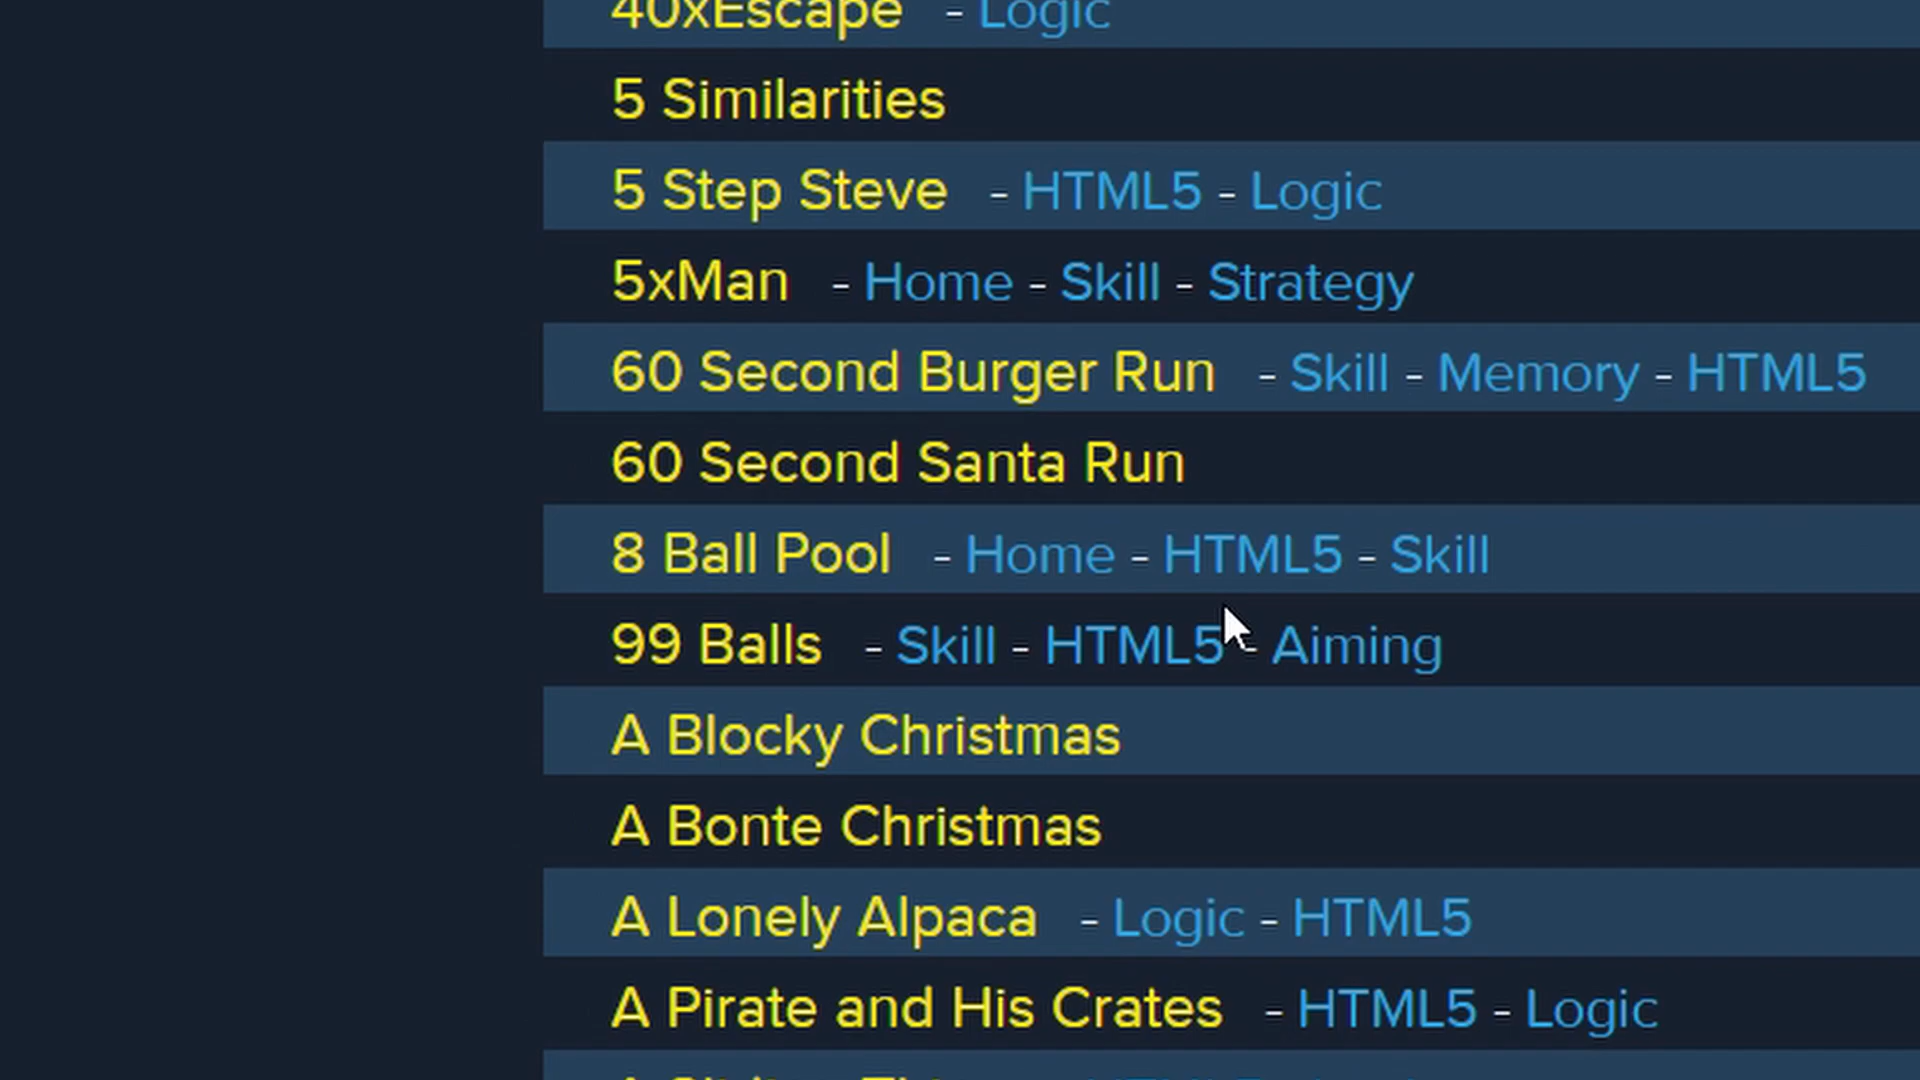 40xEscape - Logic
5 Similarities
5 Step Steve - HTML5 - Logic
5xMan - Home - Skill - Strategy
60 Second Burger Run - Skill - Memory - HTML5
60 Second Santa Run
8 Ball Pool - Home - HTML5 - Skill
99 Balls - Skill - HTML5 - Aiming
A Blocky Christmas
A Bonte Christmas
A Lonely Alpaca - Logic - HTML5
A Pirate and His Crates - HTML5 - Logic